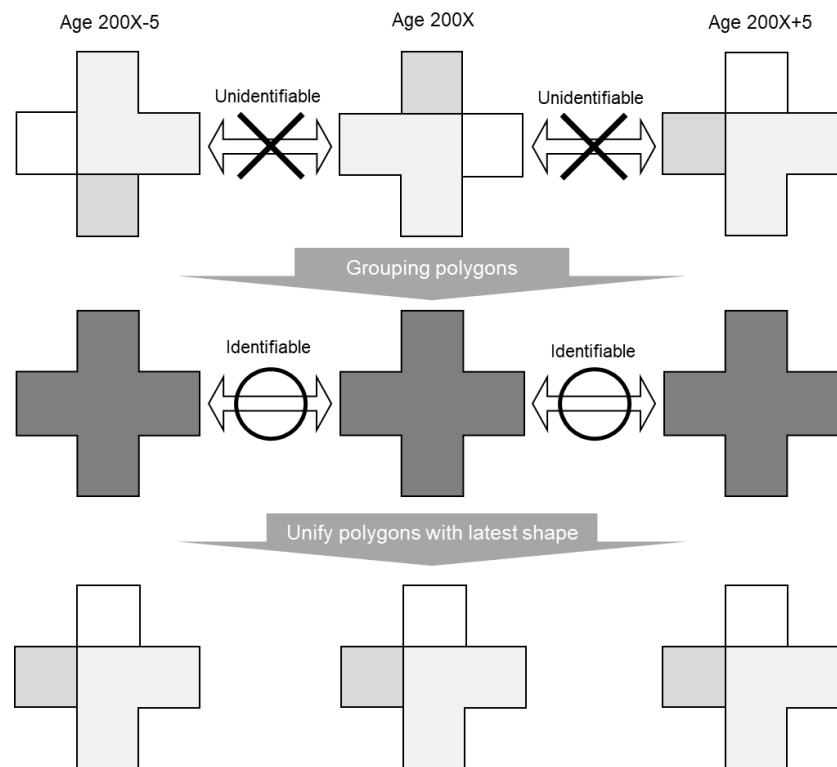 Age 200X-5
Age 200X
Age 200X+5
Unidentifiable
Unidentifiable
Grouping polygons
Identifiable
Identifiable
Unify polygons with latest shape